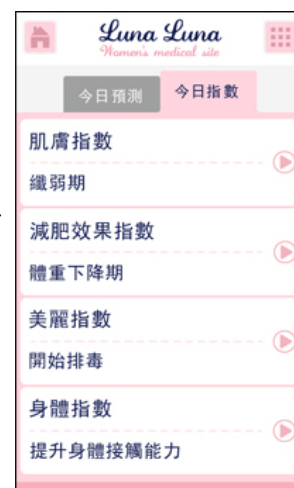 Luna Luna
Women's medical site
今日預測
今日指數
肌膚指數
纖弱期
減肥效果指數
體重下降期
美麗指數
開始排毒
身體指數
提升身體接觸能力